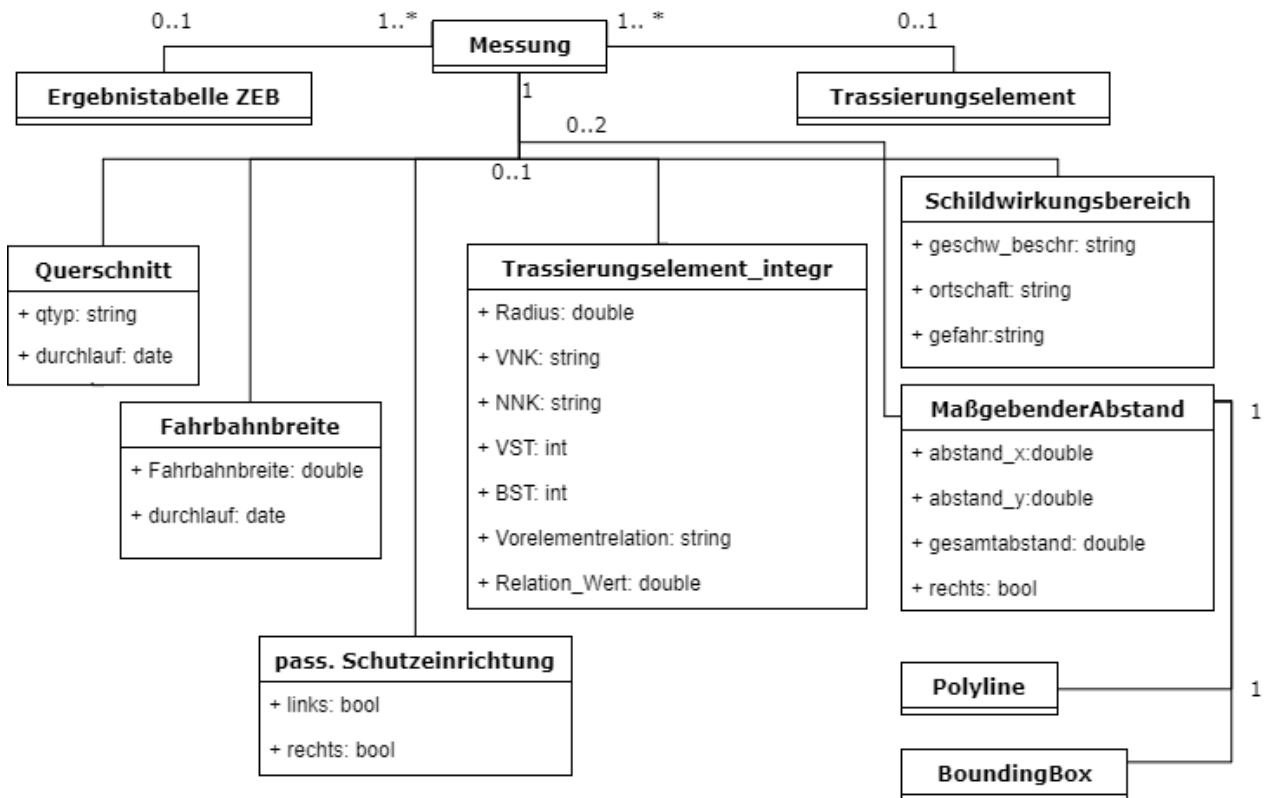 0..1
1..*
1.. *
0..1
Messung
Ergebnistabelle ZEB
Trassierungselement
1
0..2
0..1
Querschnitt
+ qtyp: string
+ durchlauf: date
Fahrbahnbreite
+ Fahrbahnbreite: double
+ durchlauf: date
pass. Schutzeinrichtung
+ links: bool
+ rechts: bool
Trassierungselement_integr
+ Radius: double
+ VNK: string
+ NNK: string
+ VST: int
+ BST: int
+ Vorelementrelation: string
+ Relation_Wert: double
Schildwirkungsbereich
+ geschw_beschr: string
+ ortschaft: string
+ gefahr:string
MaßgebenderAbstand
+ abstand_x:double
+ abstand_y:double
+ gesamtabstand: double
+ rechts: bool
1
Polyline
1
BoundingBox